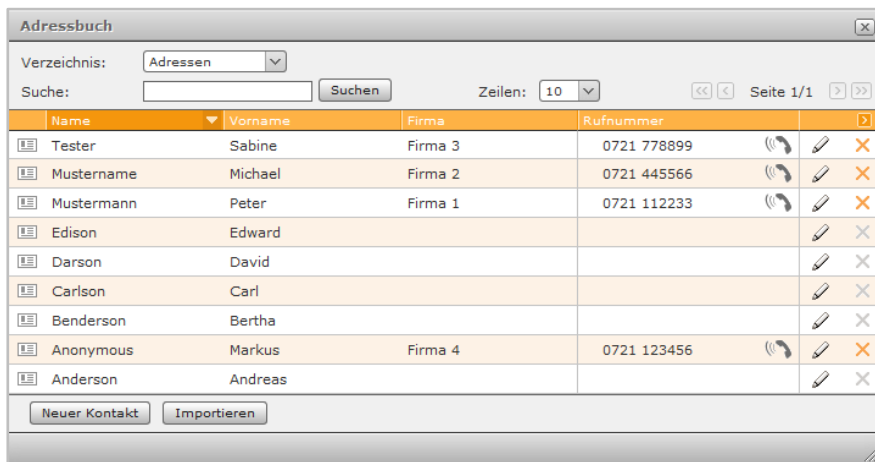 Adressbuch
Verzeichnis: Adressen
Suche: Suchen Zeilen: 10 Seite 1/1
Name Vorname Firma Rufnummer
Tester Sabine Firma 3 0721 778899
Mustername Michael Firma 2 0721 445566
Mustermann Peter Firma 1 0721 112233
Edison Edward
Darson David
Carlson Carl
Benderson Bertha
Anonymous Markus Firma 4 0721 123456
Anderson Andreas
Neuer Kontakt Importieren